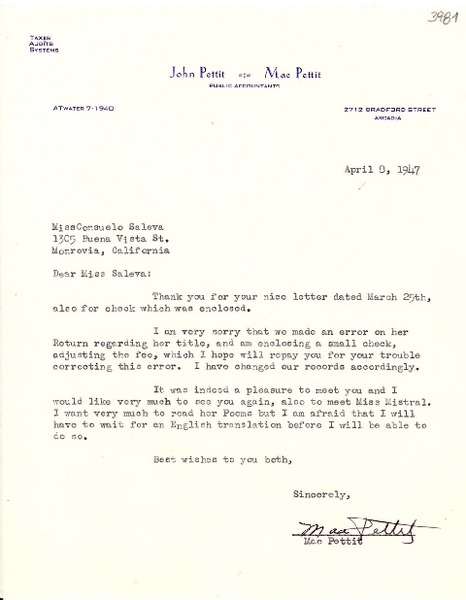 3981
TAXES
AUDITS
SYSTEMS
John Pettit Mac Pettit
PUBLIC ACCOUNTANTS
ATWATER 7-1940
2712 BRADFORD STREET
ARCADIA
April 8, 1947
MissConsuelo Saleva
1305 Buena Vista St.
Monrovia, California
Dear Miss Saleva:
Thank you for your nice letter dated March 25th,
also for check which was enclosed.
I am very sorry that we made an error on her
Return regarding her title, and am enclosing a small check,
adjusting the fee, which I hope will repay you for your trouble
correcting this error. I have changed our records accordingly.
It was indeed a pleasure to meet you and I
would like very much to see you again, also to meet Miss Mistral.
I want very much to read her Poems but I am afraid that I will
have to wait for an English translation before I will be able to
do so.
Best wishes to you both,
Sincerely,
Mac Pettit
Mac Pettit